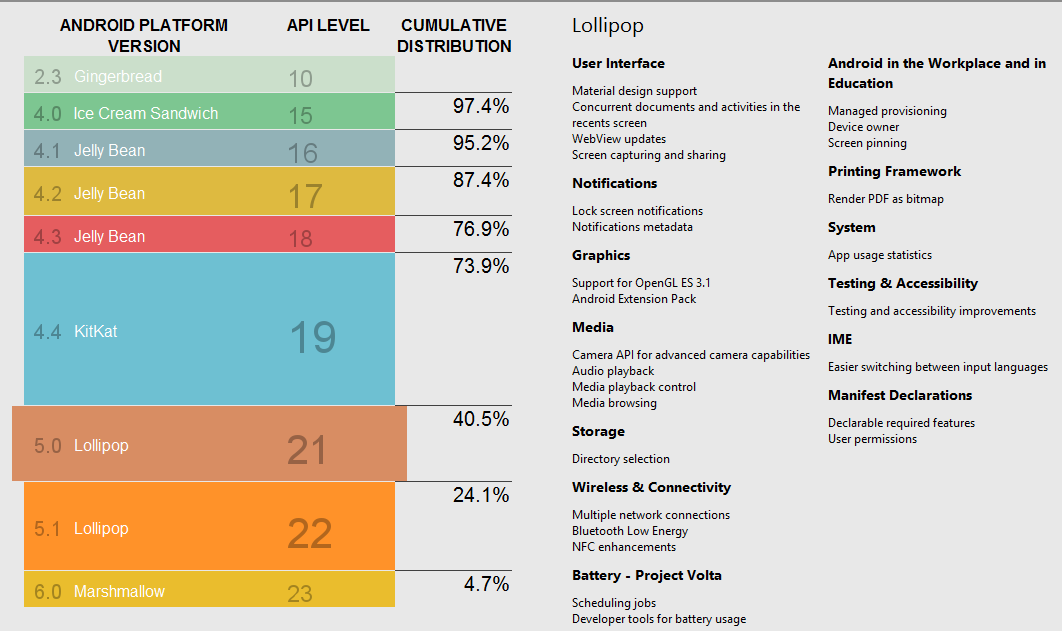 ANDROID PLATFORM
VERSION
API LEVEL
CUMULATIVE
DISTRIBUTION
2.3 Gingerbread 10
97.4%
4.0 Ice Cream Sandwich 15
95.2%
4.1 Jelly Bean 16
87.4%
4.2 Jelly Bean 17
76.9%
4.3 Jelly Bean 18
73.9%
4.4 KitKat 19
40.5%
5.0 Lollipop 21
24.1%
5.1 Lollipop 22
4.7%
6.0 Marshmallow 23
Lollipop
User Interface
Material design support
Concurrent documents and activities in the
recents screen
WebView updates
Screen capturing and sharing
Notifications
Lock screen notifications
Notifications metadata
Graphics
Support for OpenGL ES 3.1
Android Extension Pack
Media
Camera API for advanced camera capabilities
Audio playback
Media playback control
Media browsing
Storage
Directory selection
Wireless & Connectivity
Multiple network connections
Bluetooth Low Energy
NFC enhancements
Battery - Project Volta
Scheduling jobs
Developer tools for battery usage
Android in the Workplace and in
Education
Managed provisioning
Device owner
Screen pinning
Printing Framework
Render PDF as bitmap
System
App usage statistics
Testing & Accessibility
Testing and accessibility improvements
IME
Easier switching between input languages
Manifest Declarations
Declarable required features
User permissions